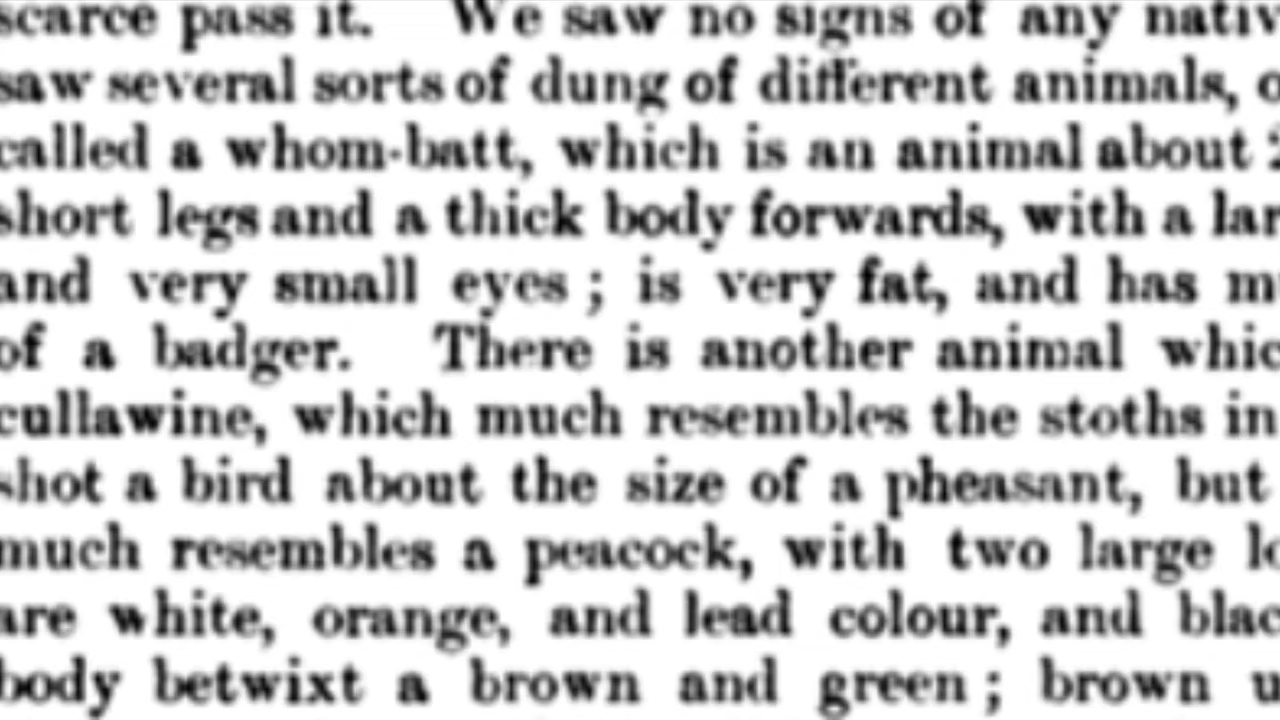 scarce pass it. We saw no signs of any nativ
saw several sorts of dung of different animals, o
called a whom-batt, which is an animal about 2
short legs and a thick body forwards, with a lar
and very small eyes ; is very fat, and has m
of a badger. There is another animal whic
cullawine, which much resembles the stoths in
shot a bird about the size of a pheasant, but
much resembles a peacock, with two large lo
are white, orange, and lead colour, and blac
body betwixt a brown and green ; brown u